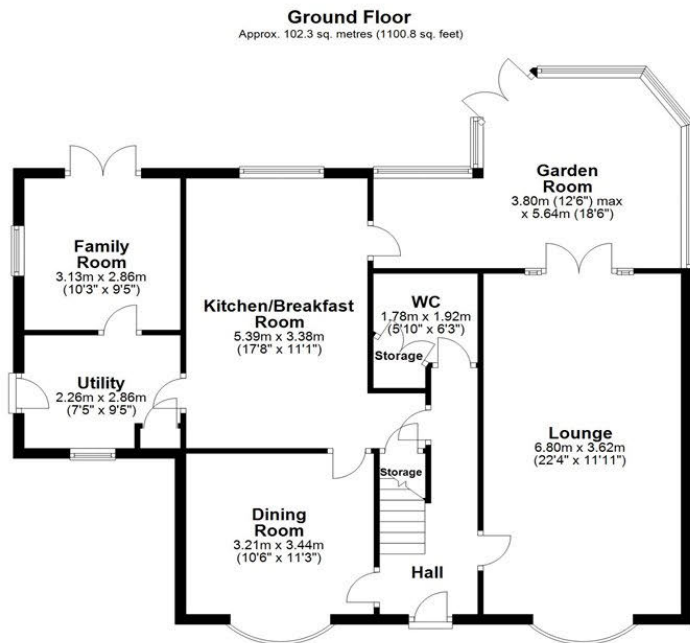 Ground Floor
Approx. 102.3 sq. metres (1100.8 sq. feet)
Garden
Room
3.80m (12'6") max
x 5.64m (18'6")
Family
Room
3.13m x 2.86m
(10'3" x 9'5")
Kitchen/Breakfast
Room
5.39m x 3.38m
(17'8" x 11'1")
WC
1.78m x 1.92m
(5'10" x 6'3")
Storage
Utility
2.26m x 2.86m
(7'5" x 9'5")
Lounge
6.80m x 3.62m
(22'4" x 11'11")
Storage
Dining
Room
3.21m x 3.44m
(10'6" x 11'3")
Hall